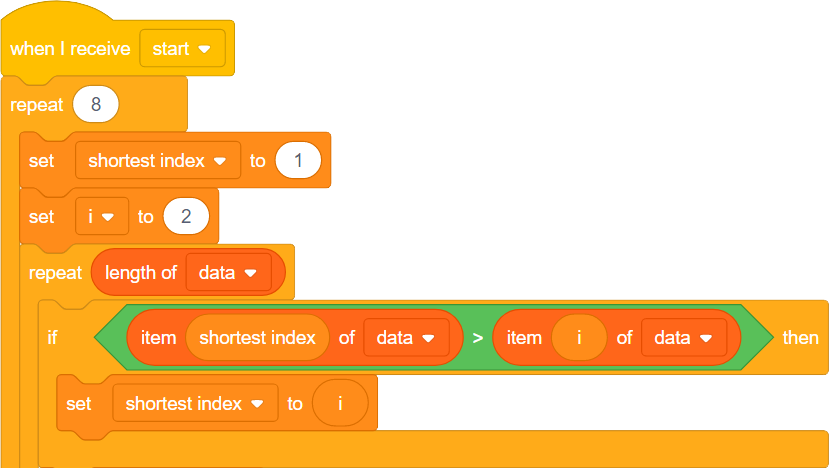 when I receive start
repeat 8
set shortest index to 1
set i to 2
repeat length of data
if item shortest index of data > item i of data then
set shortest index to i